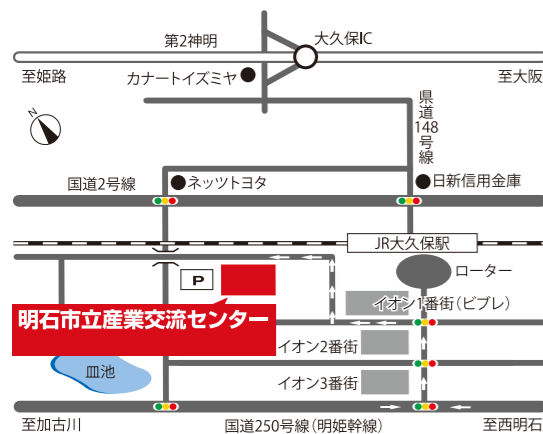 第2神明
大久保IC
至姫路
カナートイズミヤ
至大阪
N
県道148号線
国道2号線
ネッツトヨタ
日新信用金庫
JR大久保駅
P
ローター
イオン1番街(ビブレ)
明石市立産業交流センター
イオン2番街
皿池
イオン3番街
至加古川
国道250号線(明姫幹線)
至西明石